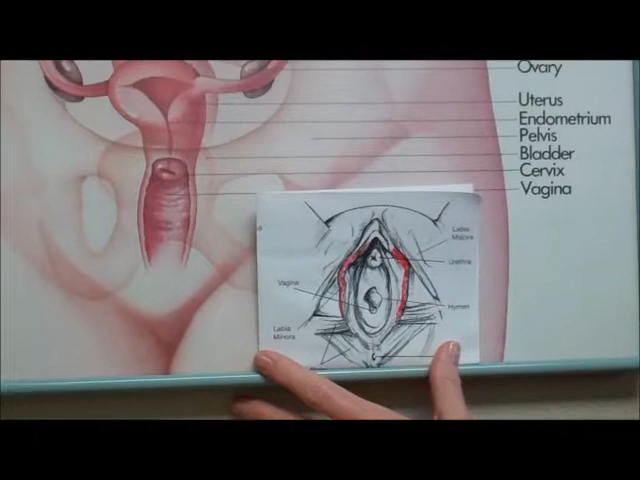 Ovary
Uterus
Endometrium
Pelvis
Bladder
Cervix
Vagina
Labia
Majora
Urethra
Vagina
Hymen
Labia
Minora